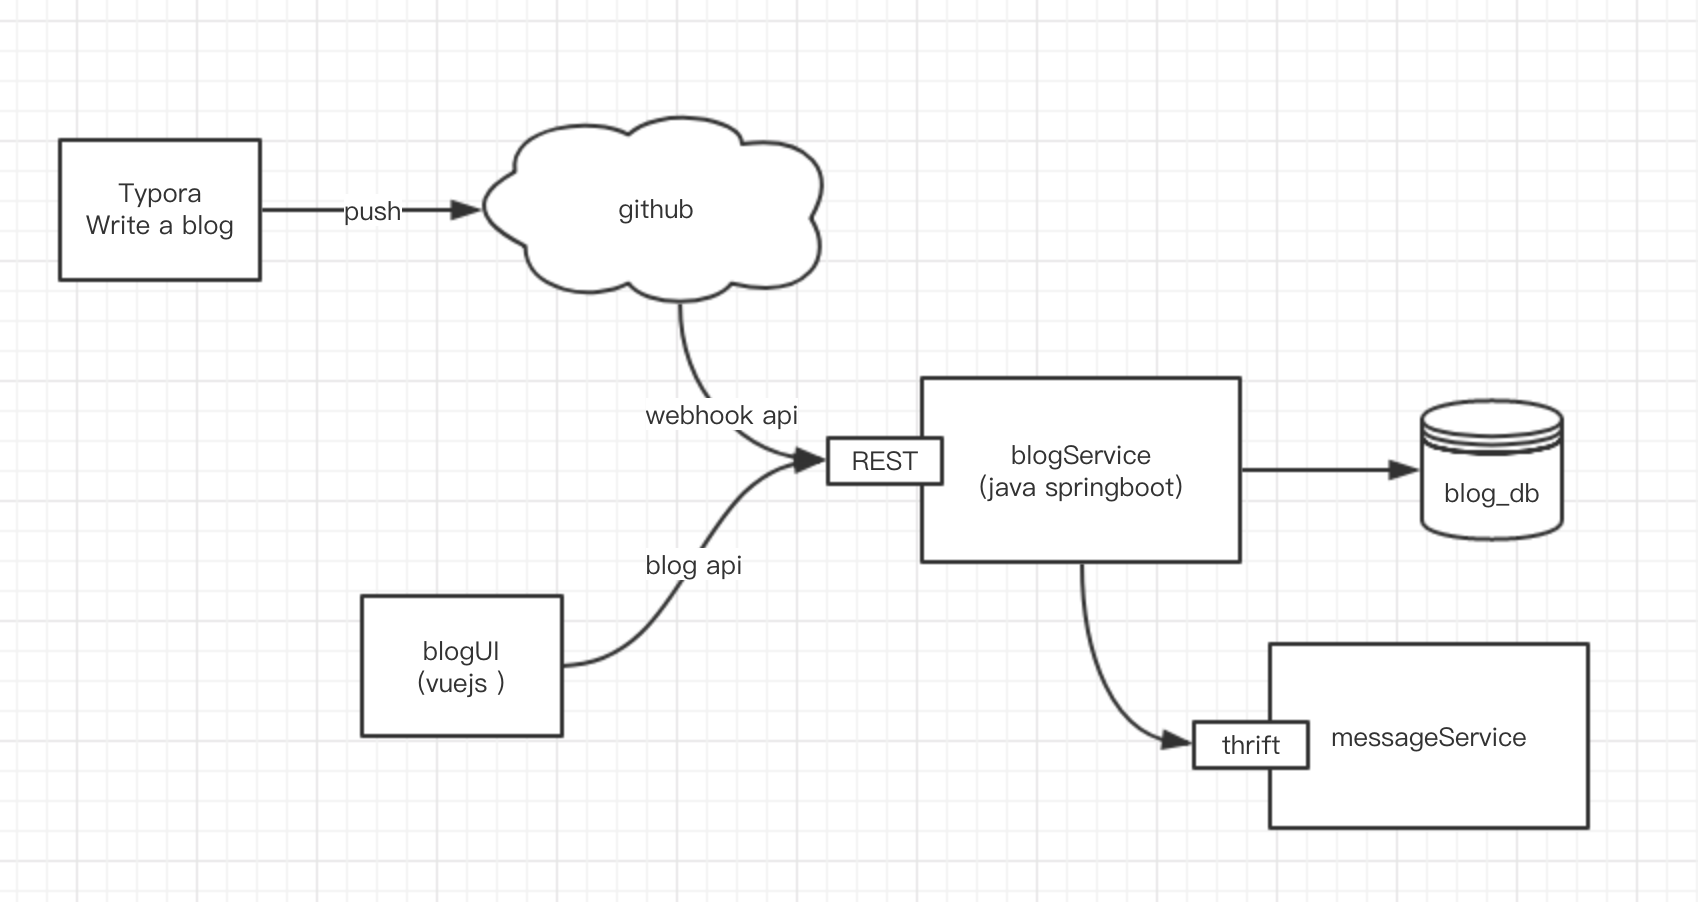 Typora
Write a blog
push
github
webhook api
REST
blogService
(java springboot)
blog_db
blog api
blogUI
(vuejs )
thrift
messageService